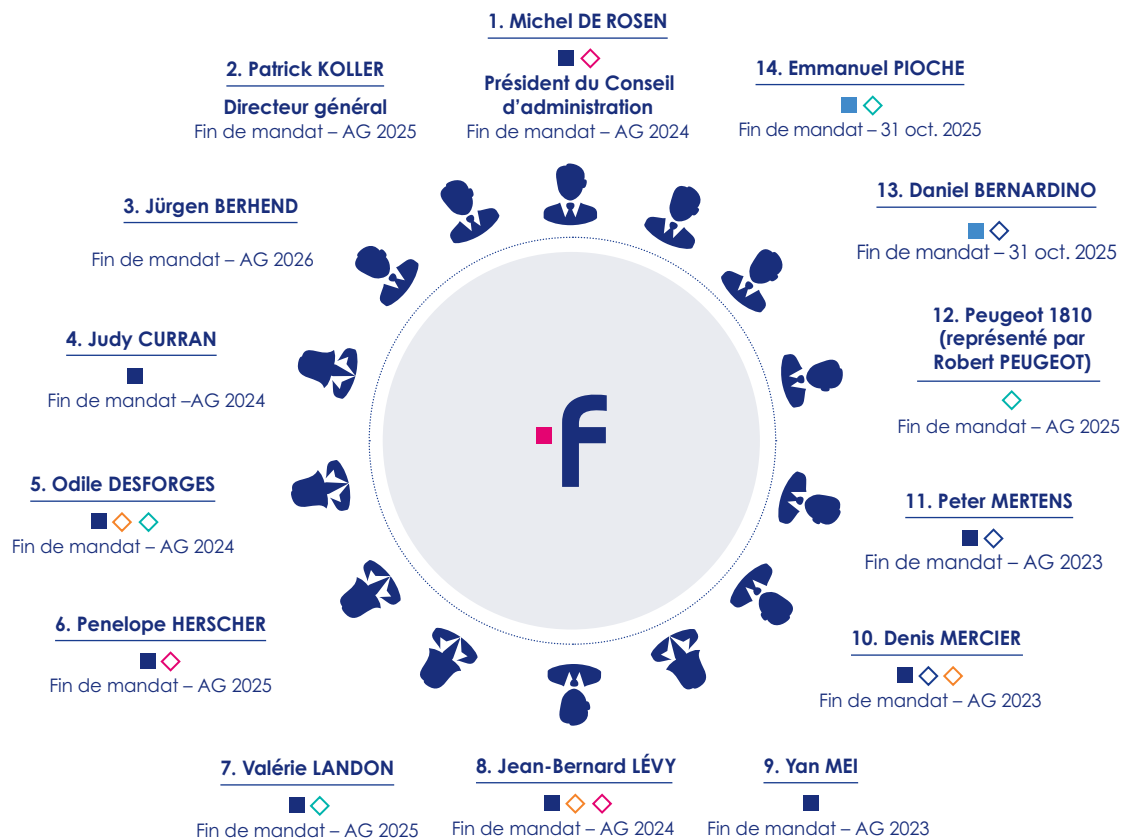 1. Michel DE ROSEN
Président du Conseil
d’administration
Fin de mandat – AG 2024
2. Patrick KOLLER
Directeur général
Fin de mandat – AG 2025
3. Jürgen BERHEND
Fin de mandat – AG 2026
4. Judy CURRAN
Fin de mandat –AG 2024
5. Odile DESFORGES
Fin de mandat – AG 2024
6. Penelope HERSCHER
Fin de mandat – AG 2025
7. Valérie LANDON
Fin de mandat – AG 2025
8. Jean-Bernard LÉVY
Fin de mandat – AG 2024
9. Yan MEI
Fin de mandat – AG 2023
10. Denis MERCIER
Fin de mandat – AG 2023
11. Peter MERTENS
Fin de mandat – AG 2023
12. Peugeot 1810
(représenté par
Robert PEUGEOT)
Fin de mandat – AG 2025
13. Daniel BERNARDINO
Fin de mandat – 31 oct. 2025
14. Emmanuel PIOCHE
Fin de mandat – 31 oct. 2025
f